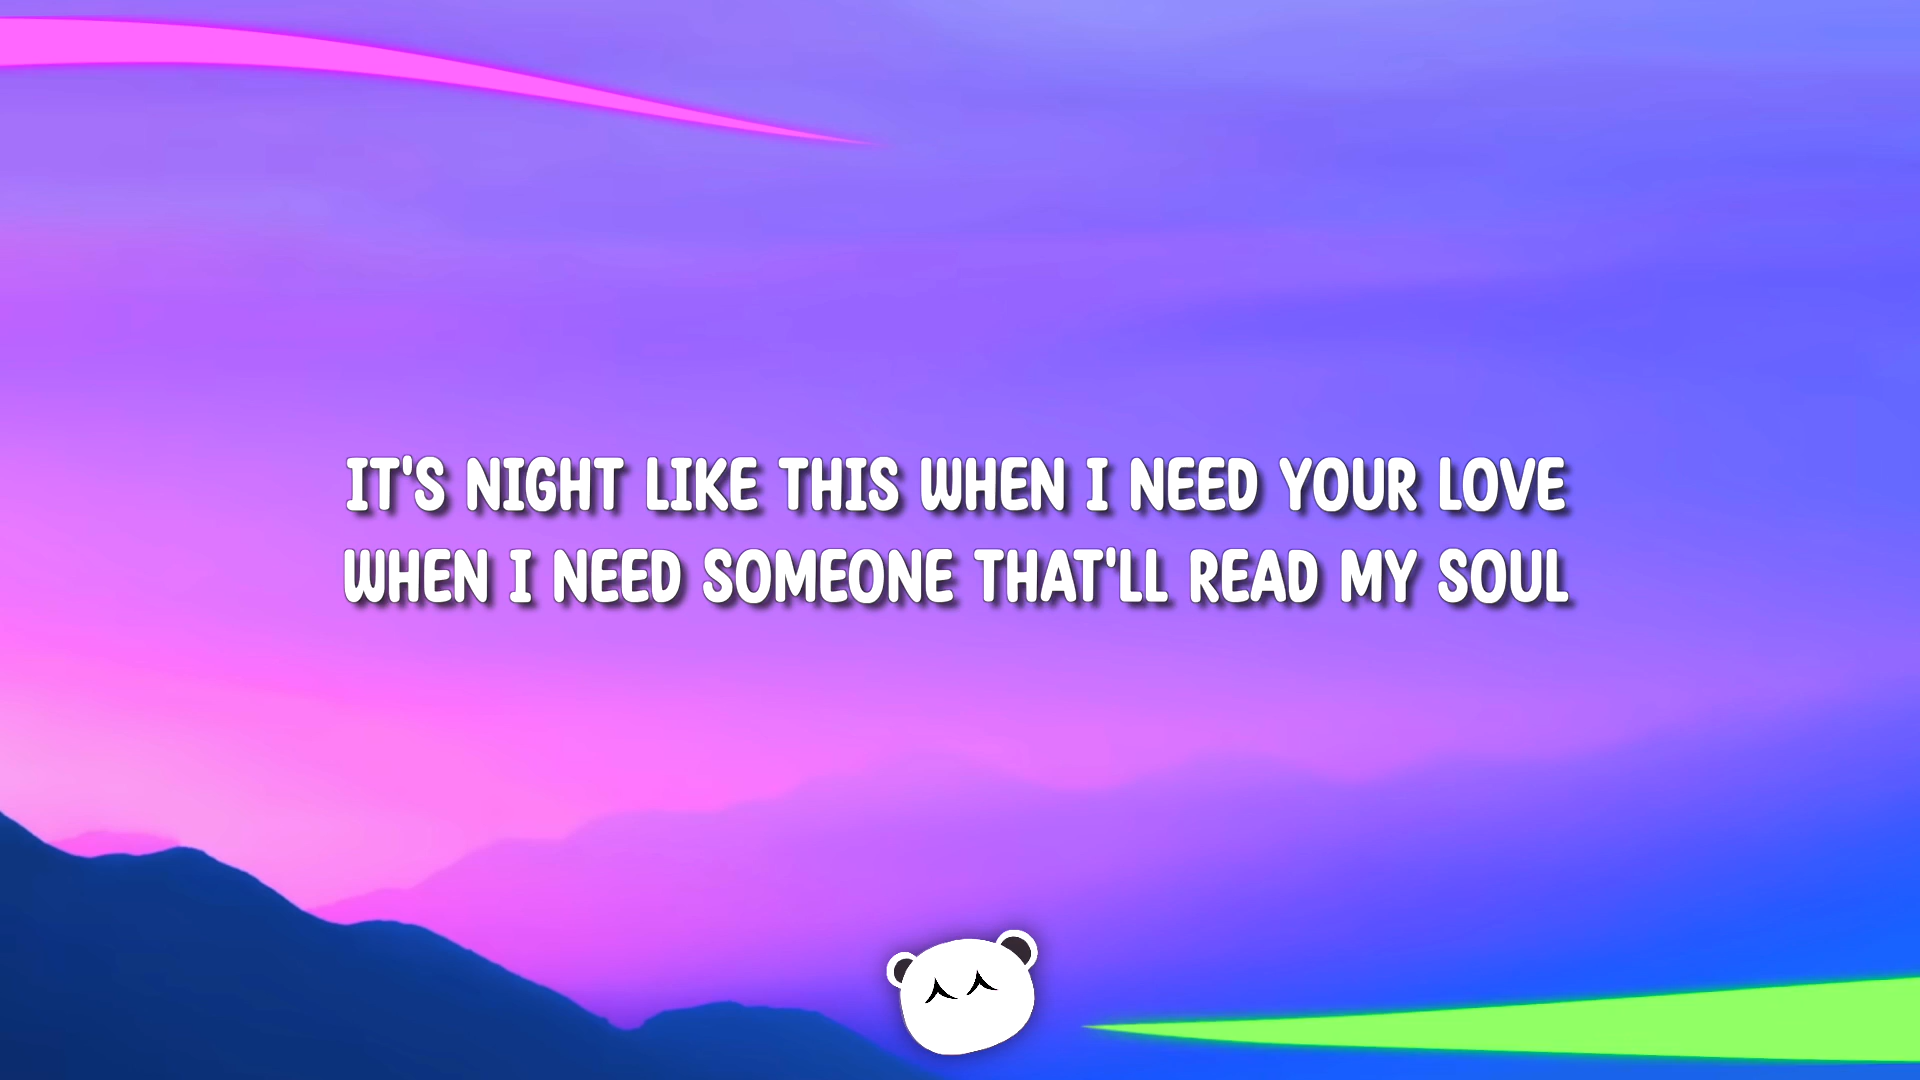 IT'S NIGHT LIKE THIS WHEN I NEED YOUR LOVE
WHEN I NEED SOMEONE THAT'LL READ MY SOUL